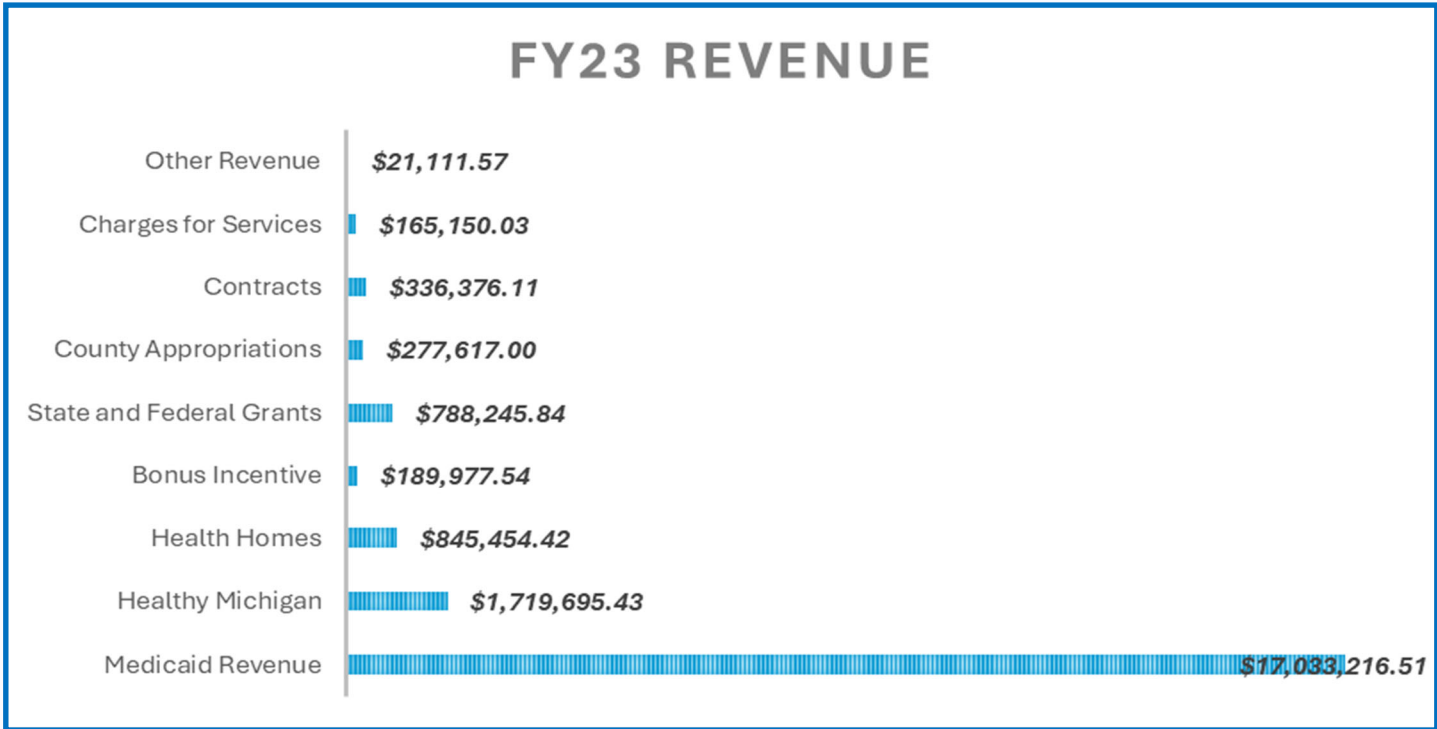 FY23 REVENUE
Other Revenue $21,111.57
Charges for Services $165,150.03
Contracts $336,376.11
County Appropriations $277,617.00
State and Federal Grants $788,245.84
Bonus Incentive $189,977.54
Health Homes $845,454.42
Healthy Michigan $1,719,695.43
Medicaid Revenue $17,033,216.51